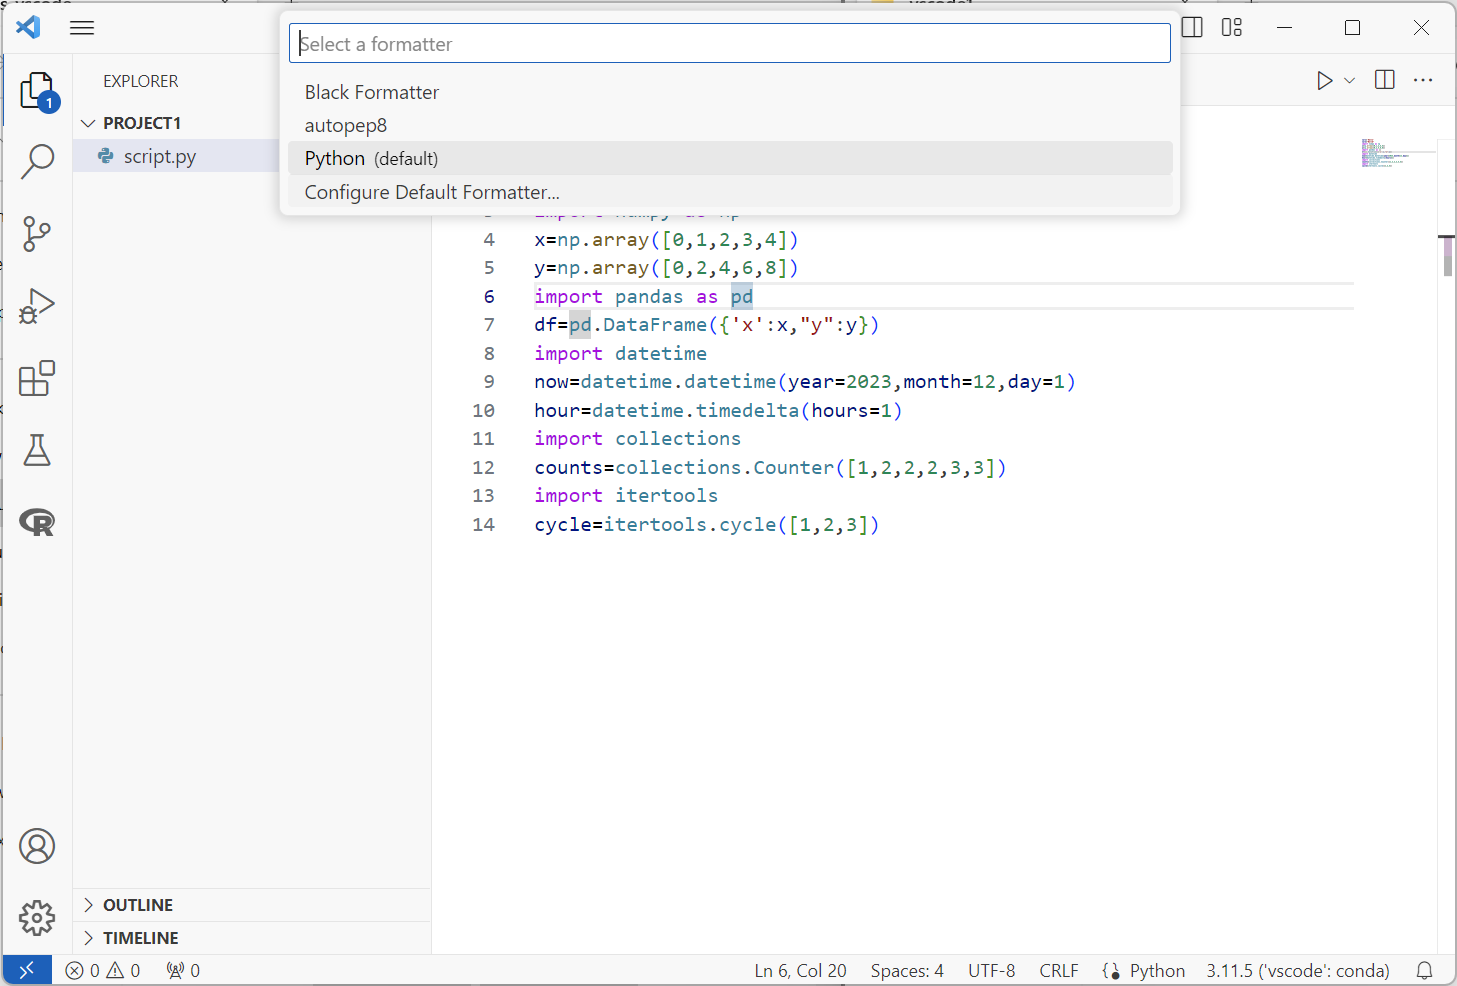 Select a formatter
Black Formatter
autopep8
Python (default)
Configure Default Formatter...
EXPLORER
1
PROJECT1
script.py
4 x=np.array([0,1,2,3,4])
5 y=np.array([0,2,4,6,8])
6 import pandas as pd
7 df=pd.DataFrame({'x':x,"y":y})
8 import datetime
9 now=datetime.datetime(year=2023,month=12,day=1)
10 hour=datetime.timedelta(hours=1)
11 import collections
12 counts=collections.Counter([1,2,2,2,3,3])
13 import itertools
14 cycle=itertools.cycle([1,2,3])
OUTLINE
TIMELINE
0 0 0 Ln 6, Col 20 Spaces: 4 UTF-8 CRLF Python 3.11.5 ('vscode': conda)